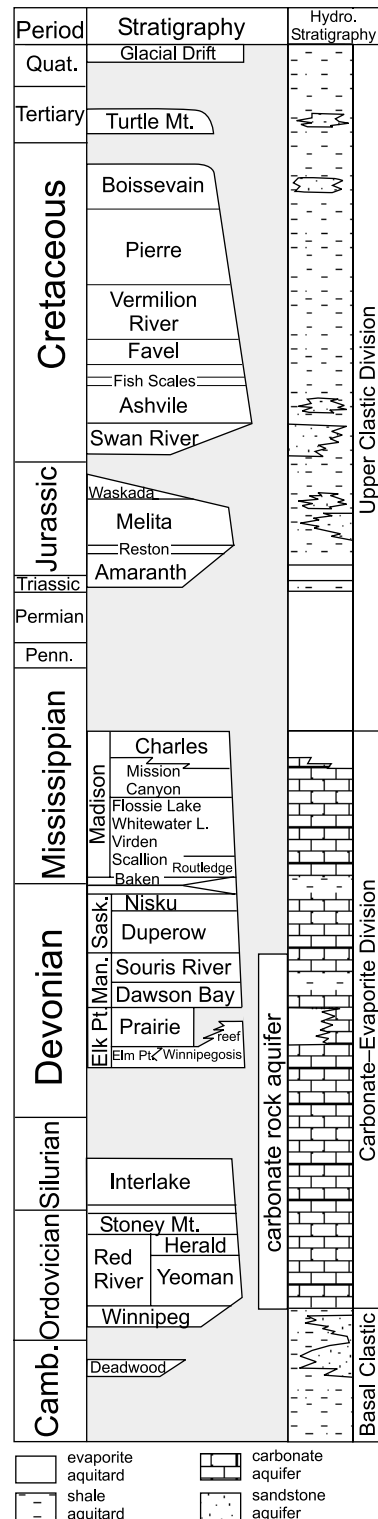 Period
Stratigraphy
Hydro.
Stratigraphy
Quat.
Glacial Drift
Tertiary
Turtle Mt.
Cretaceous
Boissevain
Pierre
Vermilion
River
Favel
Fish Scales
Ashvile
Swan River
Upper Clastic Division
Jurassic
Waskada
Melita
Reston
Amaranth
Triassic
Permian
Penn.
Mississippian
Madison
Charles
Mission
Canyon
Flossie Lake
Whitewater L.
Virden
Scallion
Routledge
Baken
Devonian
Sask.
Nisku
Duperow
Man.
Souris River
Dawson Bay
Elk Pt.
Prairie
reef
Elm Pt.
Winnipegosis
carbonate rock aquifer
Carbonate–Evaporite Division
Silurian
Interlake
Ordovician
Stoney Mt.
Red
River
Herald
Yeoman
Winnipeg
Camb.
Deadwood
Basal Clastic
evaporite
aquitard
carbonate
aquifer
shale
aquitard
sandstone
aquifer